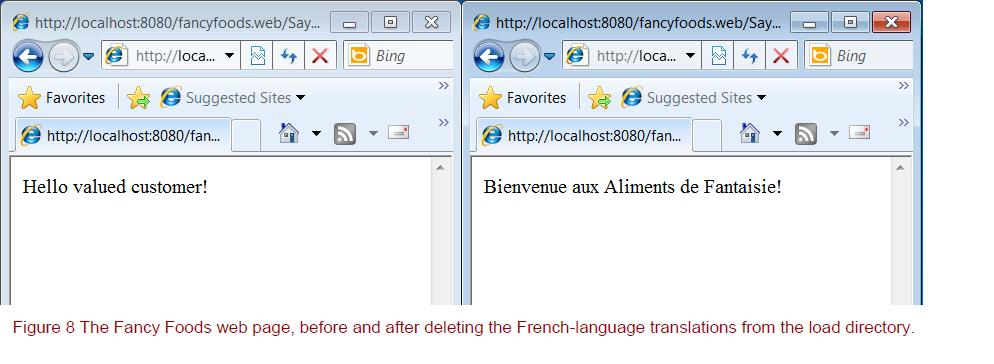 http://localhost:8080/fancyfoods.web/Say...
http://loca...
Bing
Favorites
Suggested Sites
http://localhost:8080/fan...
Hello valued customer!
http://localhost:8080/fancyfoods.web/Say...
http://loca...
Bing
Favorites
Suggested Sites
http://localhost:8080/fan...
Bienvenue aux Aliments de Fantaisie!
Figure 8 The Fancy Foods web page, before and after deleting the French-language translations from the load directory.